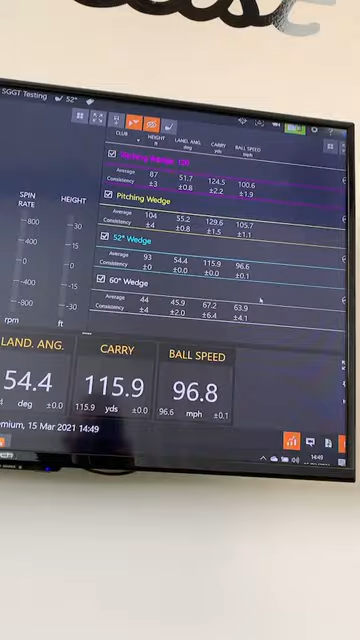 SGGT Testing 52°
CLUB HEIGHT ft LAND. ANG. deg CARRY yds BALL SPEED mph
Average 87 51.7 124.5 100.6
Consistency ±3 ±0.8 ±2.2 ±1.9
Pitching Wedge
Average 104 55.2 129.6 105.7
Consistency ±4 ±0.8 ±1.5 ±1.1
52° Wedge
Average 93 54.4 115.9 96.6
Consistency ±0 ±0.0 ±0.0 ±0.1
60° Wedge
Average 44 45.9 67.2 63.9
Consistency ±4 ±2.0 ±6.4 ±4.1
SPIN RATE HEIGHT
800 30
400 15
0 0
-400 -15
-800 -30
rpm ft
LAND. ANG. CARRY BALL SPEED
54.4 115.9 96.8
deg ±0.0 115.9 yds ±0.0 96.6 mph ±0.1
emium, 15 Mar 2021 14:49
14:49